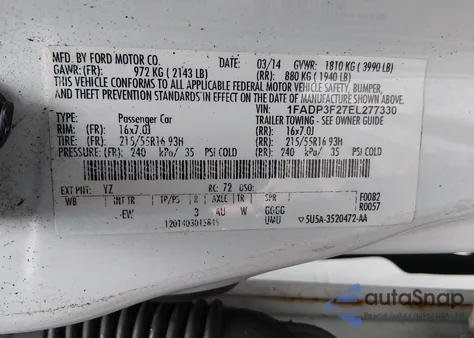 MFD. BY FORD MOTOR CO.
DATE: 03/14 GVWR: 1810 KG (3990 LB)
GAWR: (FR): 972 KG (2143 LB) (RR): 880 KG (1940 LB)
THIS VEHICLE CONFORMS TO ALL APPLICABLE FEDERAL MOTOR VEHICLE SAFETY, BUMPER,
AND THEFT PREVENTION STANDARDS IN EFFECT ON THE DATE OF MANUFACTURE SHOWN ABOVE.
VIN: 1FADP3F27EL277330
TYPE: Passenger Car TRAILER TOWING - SEE OWNER GUIDE
RIM: (FR): 16x7.0J (RR): 16x7.0J
TIRE: (FR): 215/55R16 93H (RR): 215/55R16 93H
PRESSURE: (FR): 240 kPa/ 35 PSI COLD (RR): 240 kPa/ 35 PSI COLD
EXT PNT: YZ RC: 72 DSO:
WB INT TR TP/PS R AXLE TR SPR F0082
-EW 3 4U W GGGG R0057
UMU ▽5U5A-3520472-AA
autoSnap